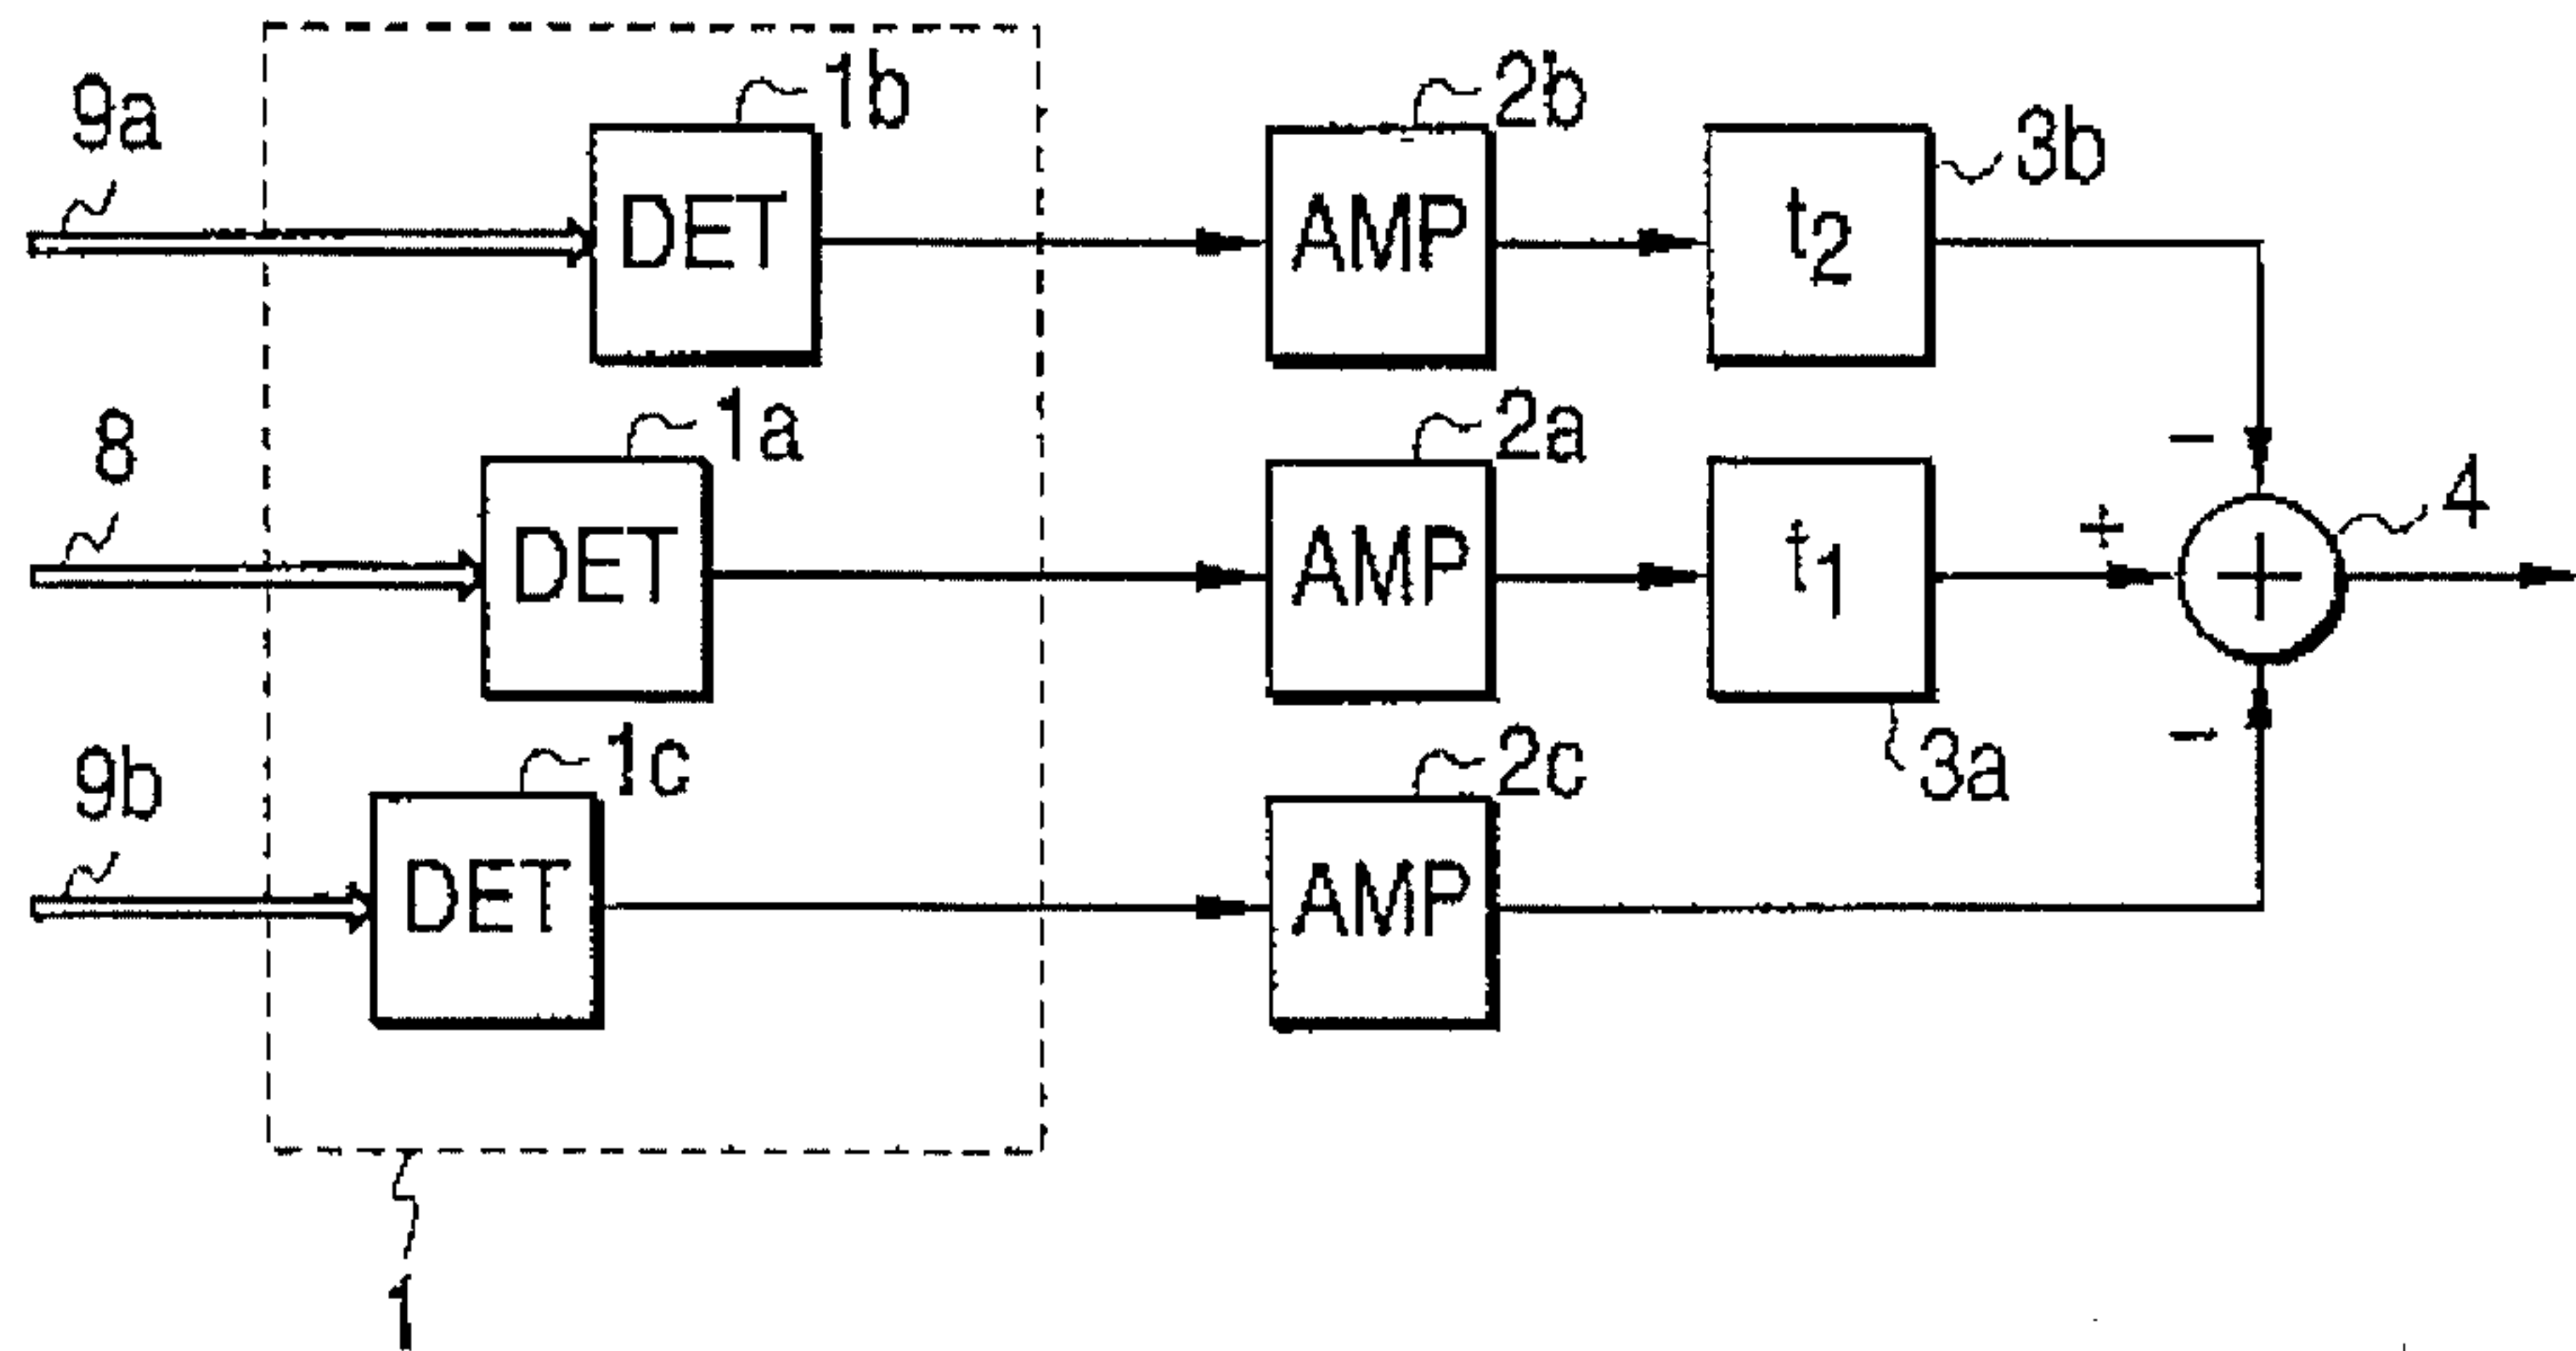 9a
1b
2b
3b
DET
AMP
t2
8
1a
2a
4
DET
AMP
t1
+
+
−
−
9b
1c
2c
3a
DET
AMP
1